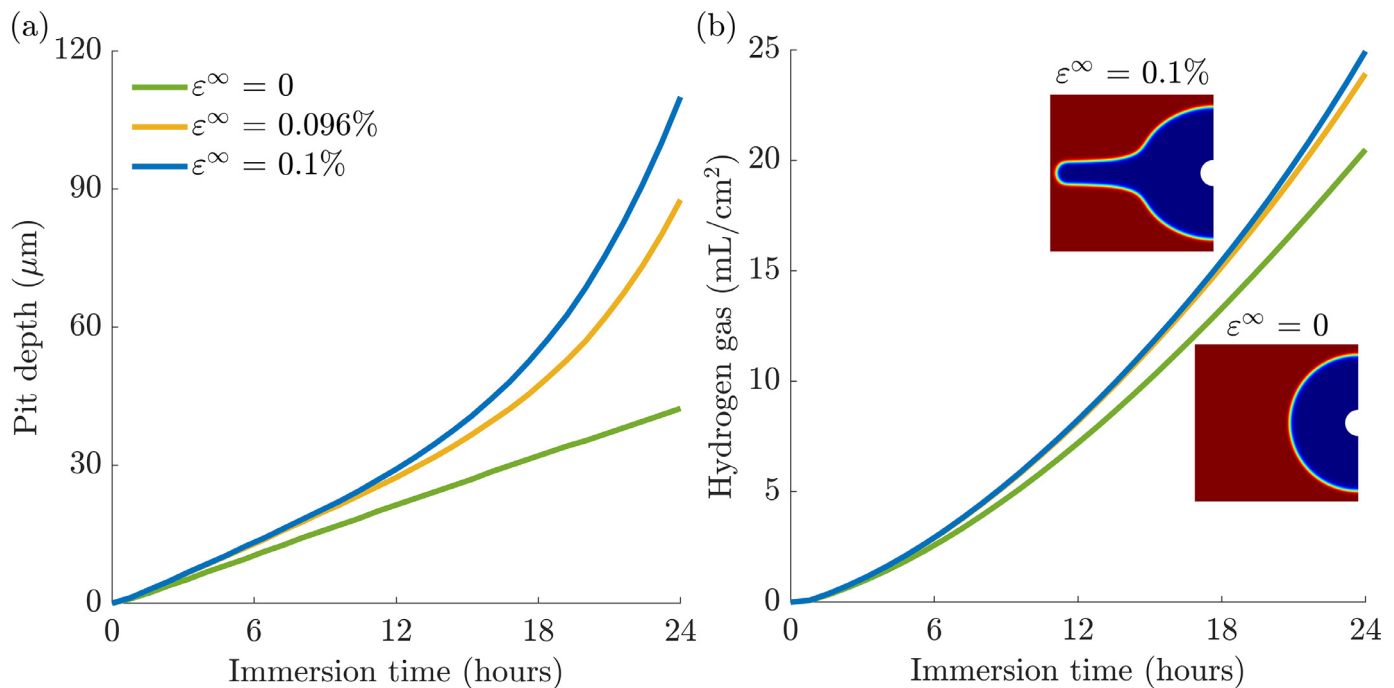 (a)
120
90
60
30
0
Pit depth (μm)
ε∞ = 0
ε∞ = 0.096%
ε∞ = 0.1%
0 6 12 18 24
Immersion time (hours)
(b)
25
20
15
10
5
0
Hydrogen gas (mL/cm²)
ε∞ = 0.1%
ε∞ = 0
0 6 12 18 24
Immersion time (hours)